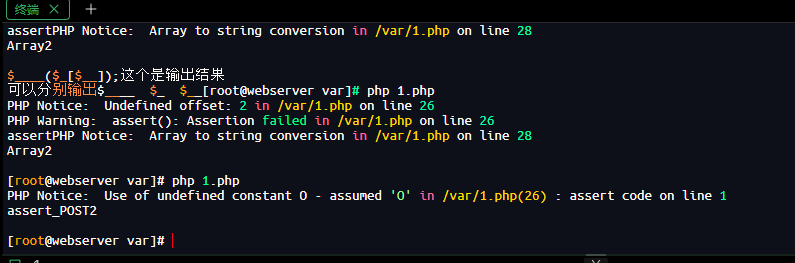 终端
assertPHP Notice:  Array to string conversion in /var/1.php on line 28
Array2
$____($_[$__]);这个是输出结果
可以分别输出$____  $_  $__[root@webserver var]# php 1.php
PHP Notice:  Undefined offset: 2 in /var/1.php on line 26
PHP Warning:  assert(): Assertion failed in /var/1.php on line 26
assertPHP Notice:  Array to string conversion in /var/1.php on line 28
Array2
[root@webserver var]# php 1.php
PHP Notice:  Use of undefined constant O - assumed 'O' in /var/1.php(26) : assert code on line 1
assert_POST2
[root@webserver var]#